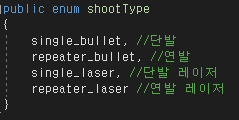 public enum shootType
{
single_bullet, //단발
repeater_bullet, //연발
single_laser, //단발 레이저
repeater_laser //연발 레이저
}